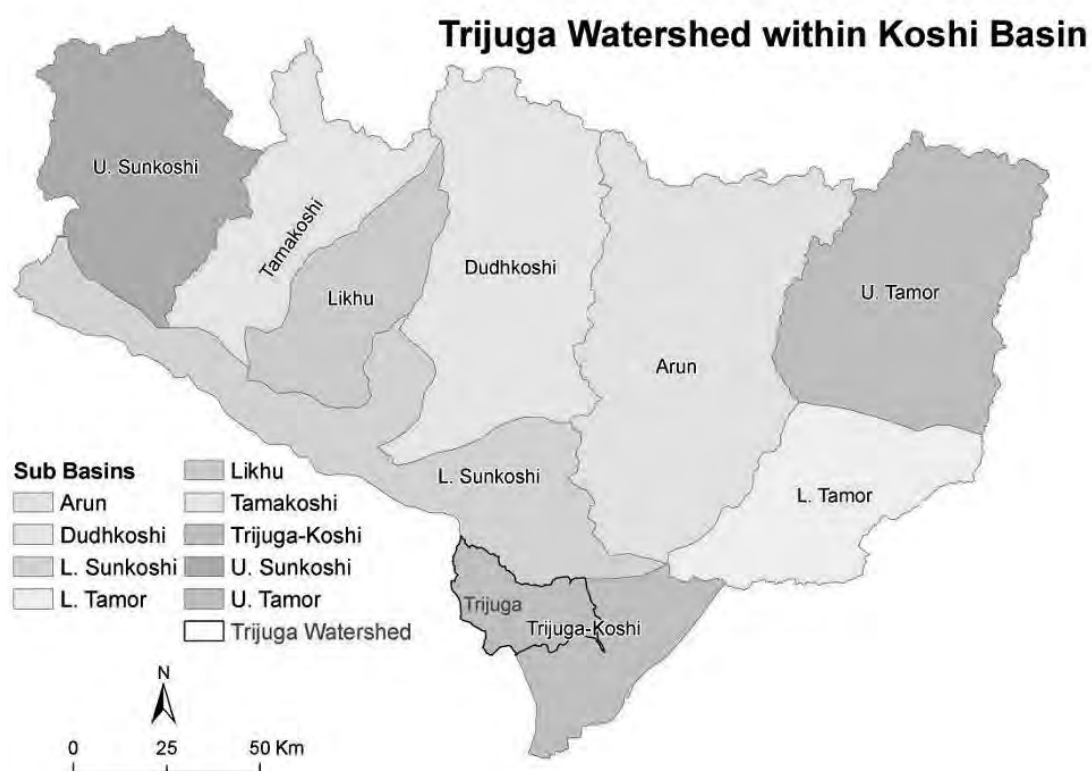 Trijuga Watershed within Koshi Basin
U. Sunkoshi
Tamakoshi
Likhu
Dudhkoshi
Arun
U. Tamor
L. Sunkoshi
L. Tamor
Trijuga
Trijuga-Koshi
Sub Basins
Arun
Dudhkoshi
L. Sunkoshi
L. Tamor
Likhu
Tamakoshi
Trijuga-Koshi
U. Sunkoshi
U. Tamor
Trijuga Watershed
N
0 25 50 Km